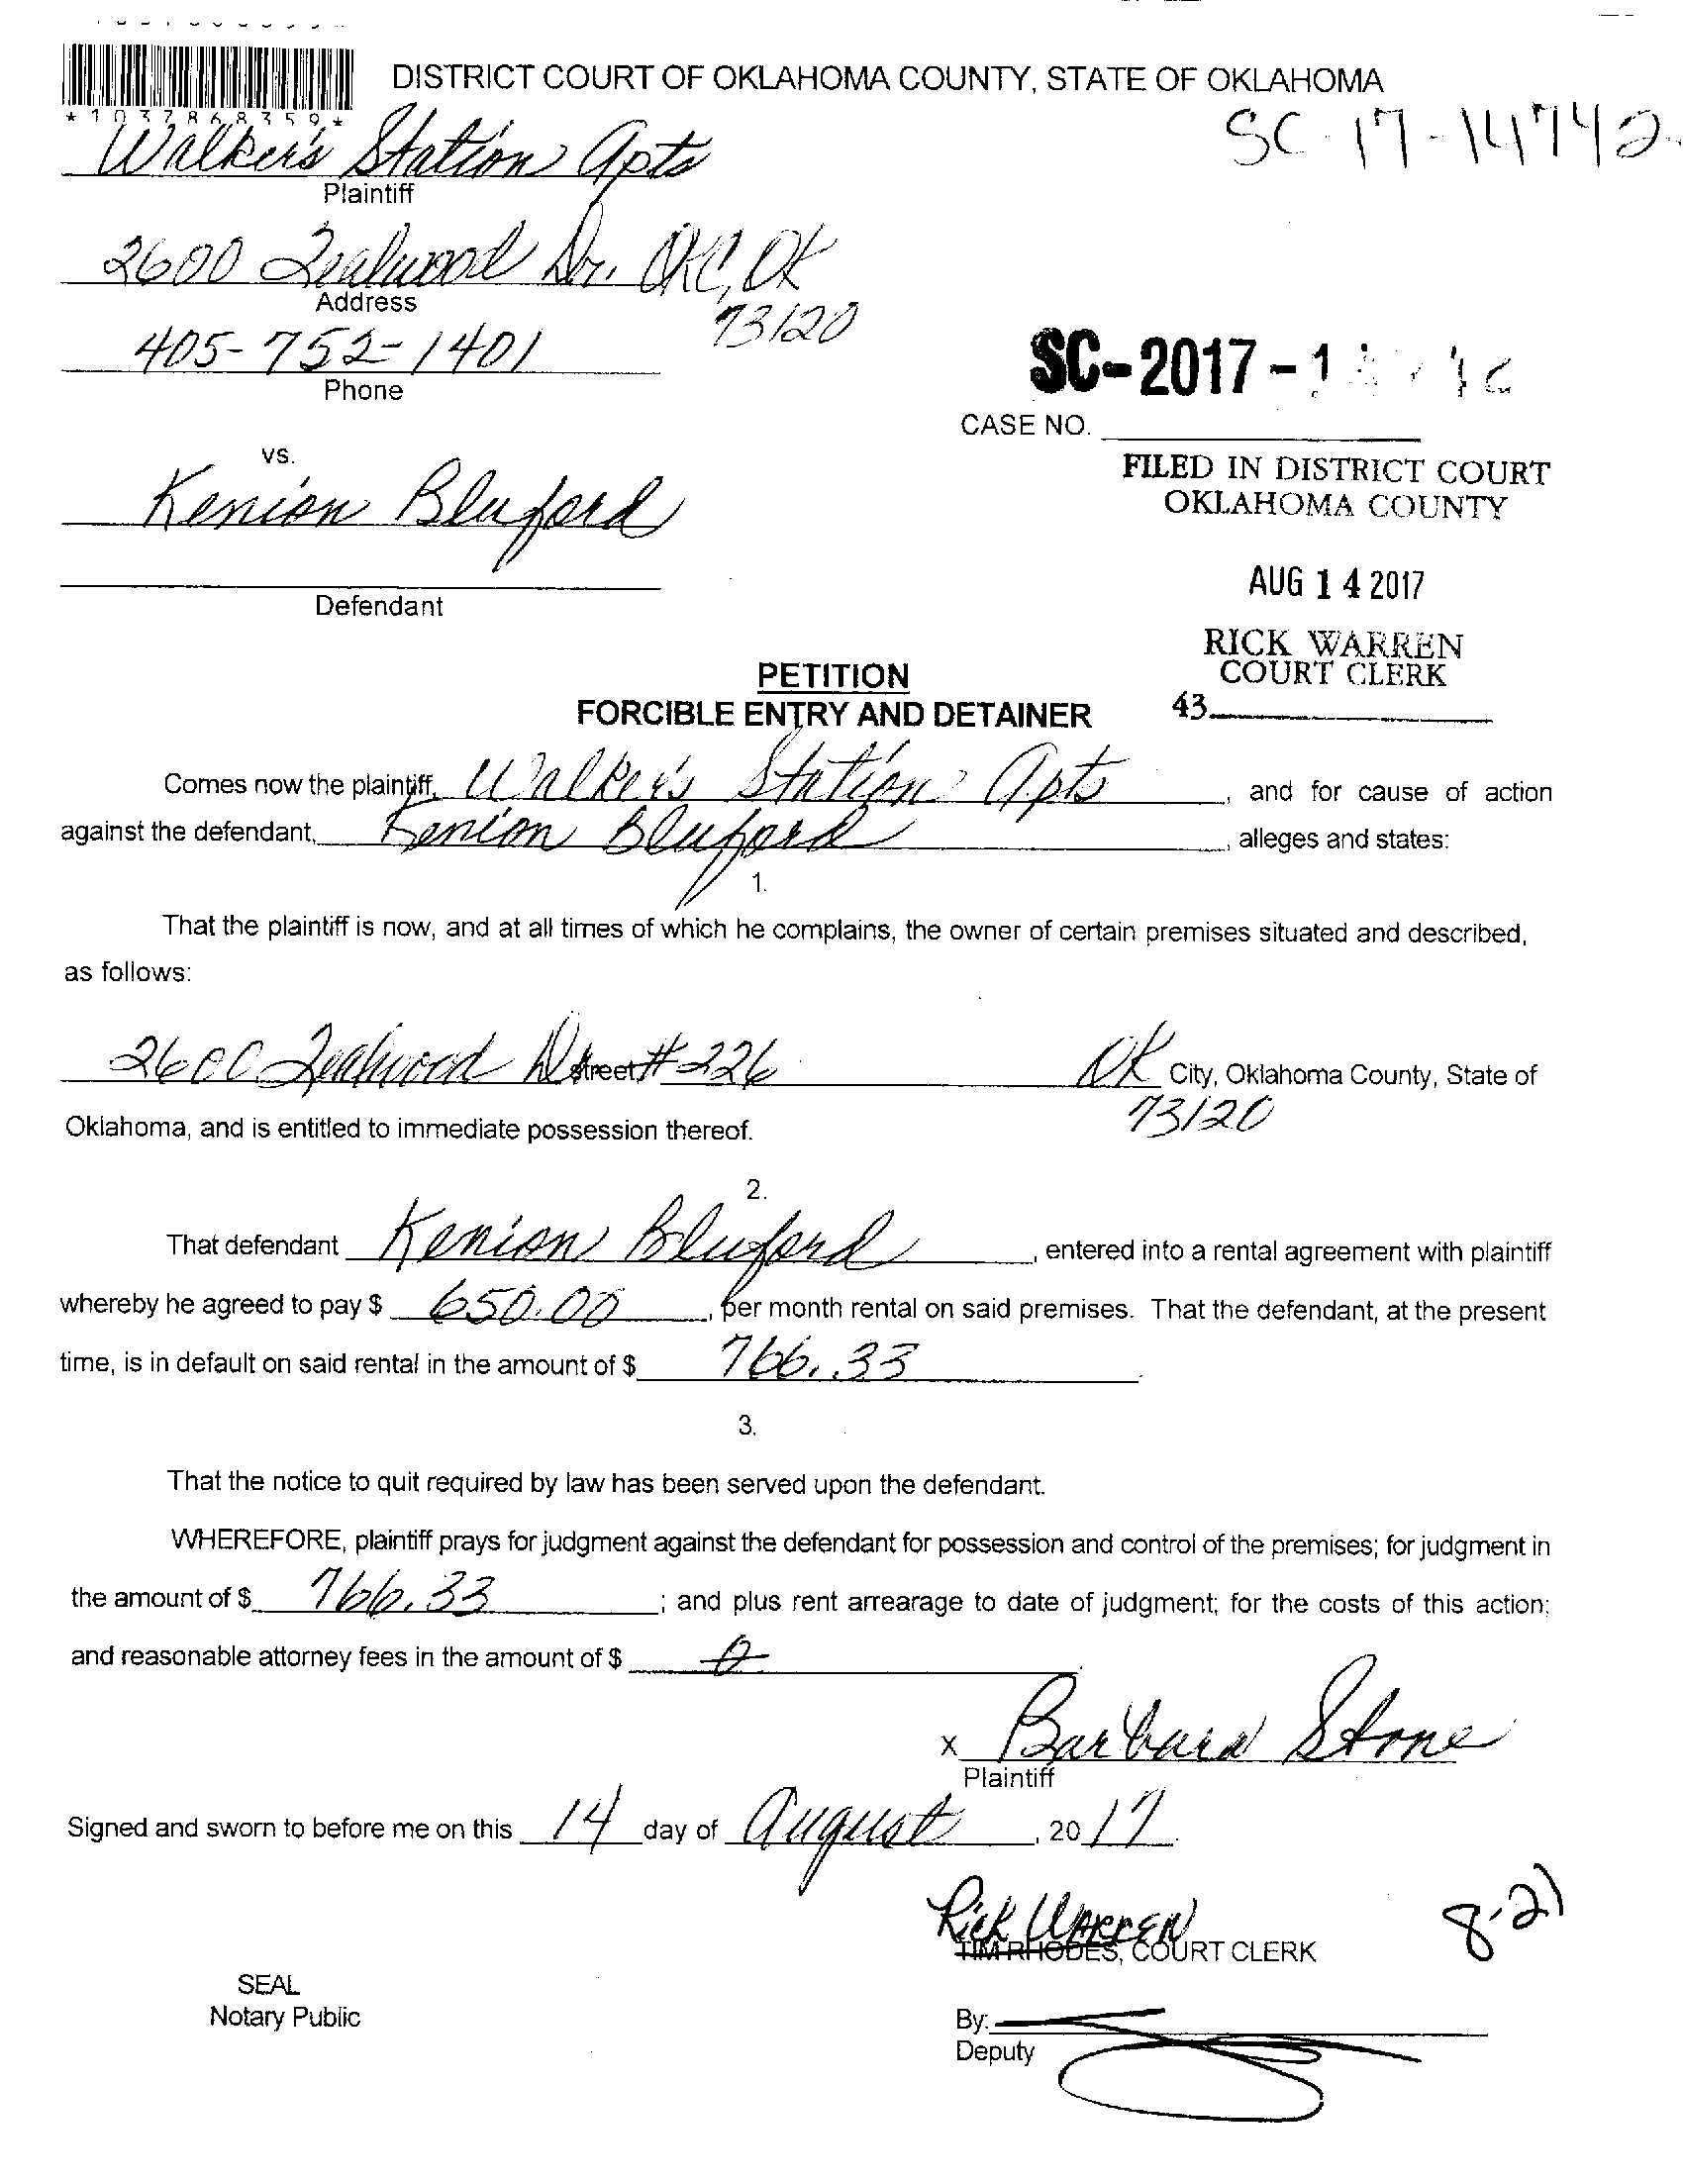 DISTRICT COURT OF OKLAHOMA COUNTY, STATE OF OKLAHOMA
*1037868359*
SC-17-14742
Walker's Station Apts
Plaintiff
2600 Dr. OKC, OK
73120
Address
405-752-1401
Phone
SC-2017-1
CASE NO.
vs.
FILED IN DISTRICT COURT
OKLAHOMA COUNTY
Kenion Bluford
AUG 14 2017
Defendant
RICK WARREN
COURT CLERK
43
PETITION
FORCIBLE ENTRY AND DETAINER
Comes now the plaintiff, Walker's Station Apts, and for cause of action
against the defendant, Kenion Bluford, alleges and states:
1.
That the plaintiff is now, and at all times of which he complains, the owner of certain premises situated and described,
as follows:
2600 Street #226 OK City, Oklahoma County, State of
73120
Oklahoma, and is entitled to immediate possession thereof.
2.
That defendant Kenion Bluford, entered into a rental agreement with plaintiff
whereby he agreed to pay $ 650.00, per month rental on said premises. That the defendant, at the present
time, is in default on said rental in the amount of $ 766.33.
3.
That the notice to quit required by law has been served upon the defendant.
WHEREFORE, plaintiff prays for judgment against the defendant for possession and control of the premises; for judgment in
the amount of $ 766.33; and plus rent arrearage to date of judgment; for the costs of this action;
and reasonable attorney fees in the amount of $ 0.
x Barbara Stone
Plaintiff
Signed and sworn to before me on this 14 day of August, 2017.
Rick WARREN
TIM RHODES, COURT CLERK
8-21
SEAL
Notary Public
By:
Deputy